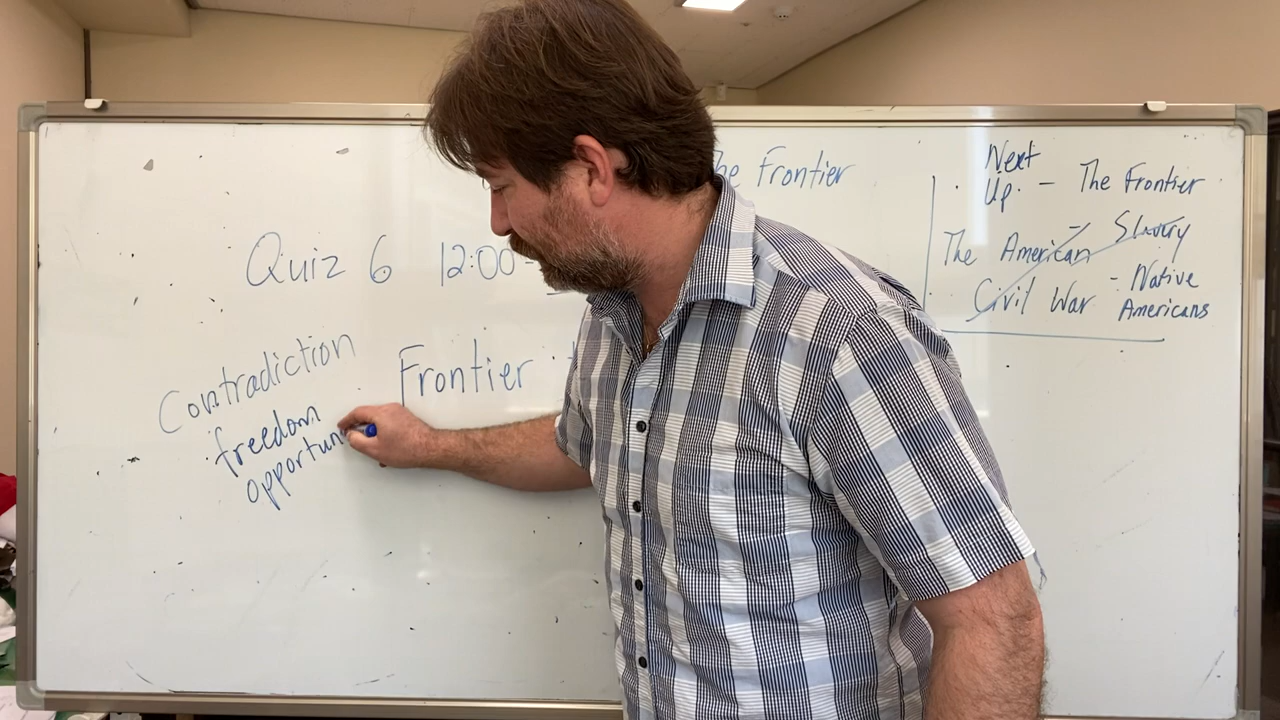 The Frontier
Next
Up. - The Frontier
Quiz 6 12:00-
The American - Slavery
Civil War - Native
Americans
Contradiction
Frontier
freedom
opportun